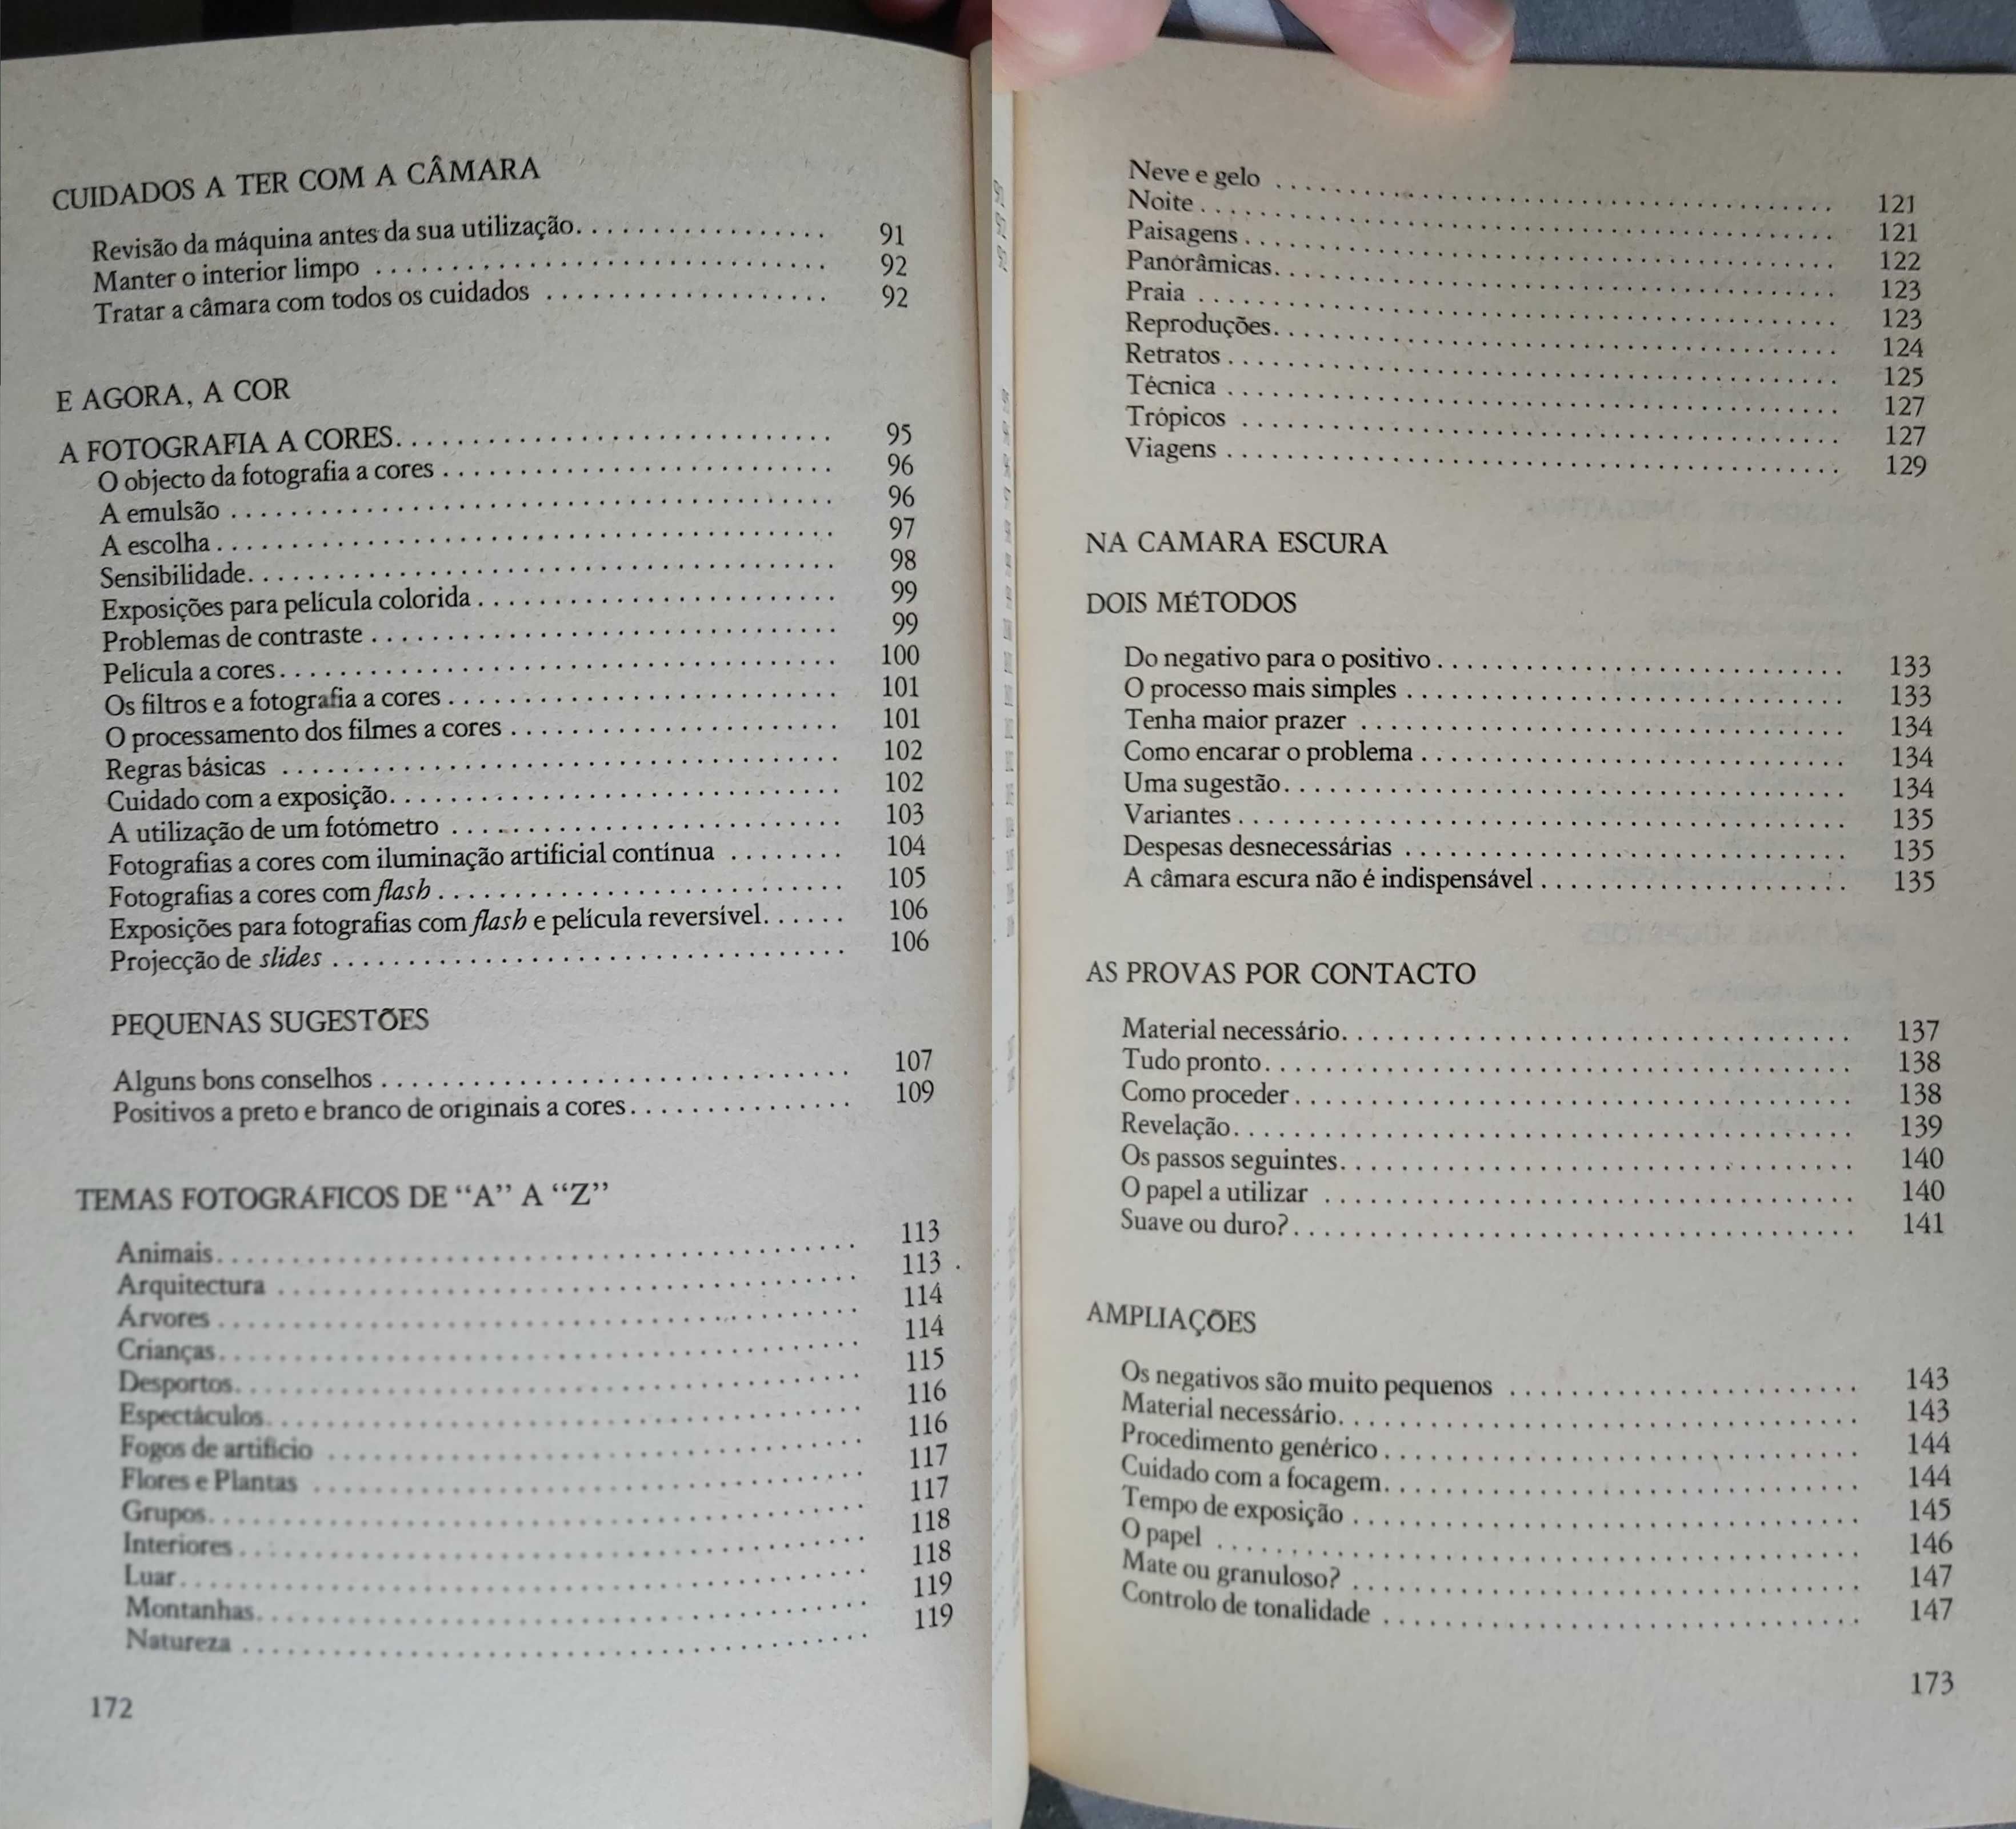 CUIDADOS A TER COM A CÂMARA
Revisão da máquina antes da sua utilização. . . . . . . . . . . . . . . . . 91
Manter o interior limpo . . . . . . . . . . . . . . . . . . . . . . . . . . . . . . 92
Tratar a câmara com todos os cuidados . . . . . . . . . . . . . . . . . . . 92
E AGORA, A COR
A FOTOGRAFIA A CORES. . . . . . . . . . . . . . . . . . . . . . . . . . . . . 95
O objecto da fotografia a cores . . . . . . . . . . . . . . . . . . . . . . . . . . 96
A emulsão . . . . . . . . . . . . . . . . . . . . . . . . . . . . . . . . . . . . . . . . 96
A escolha . . . . . . . . . . . . . . . . . . . . . . . . . . . . . . . . . . . . . . . . . 97
Sensibilidade. . . . . . . . . . . . . . . . . . . . . . . . . . . . . . . . . . . . . . . 98
Exposições para película colorida . . . . . . . . . . . . . . . . . . . . . . . . 99
Problemas de contraste . . . . . . . . . . . . . . . . . . . . . . . . . . . . . . . 99
Película a cores. . . . . . . . . . . . . . . . . . . . . . . . . . . . . . . . . . . . . 100
Os filtros e a fotografia a cores . . . . . . . . . . . . . . . . . . . . . . . . . . 101
O processamento dos filmes a cores . . . . . . . . . . . . . . . . . . . . . . 101
Regras básicas . . . . . . . . . . . . . . . . . . . . . . . . . . . . . . . . . . . . . 102
Cuidado com a exposição. . . . . . . . . . . . . . . . . . . . . . . . . . . . . . 102
A utilização de um fotómetro . . . . . . . . . . . . . . . . . . . . . . . . . . . 103
Fotografias a cores com iluminação artificial contínua . . . . . . . . 104
Fotografias a cores com flash . . . . . . . . . . . . . . . . . . . . . . . . . . . 105
Exposições para fotografias com flash e película reversível. . . . . . 106
Projecção de slides . . . . . . . . . . . . . . . . . . . . . . . . . . . . . . . . . . 106
PEQUENAS SUGESTÕES
Alguns bons conselhos . . . . . . . . . . . . . . . . . . . . . . . . . . . . . . . 107
Positivos a preto e branco de originais a cores. . . . . . . . . . . . . . . 109
TEMAS FOTOGRÁFICOS DE “A” A “Z”
Animais. . . . . . . . . . . . . . . . . . . . . . . . . . . . . . . . . . . . . . . . . . 113
Arquitectura . . . . . . . . . . . . . . . . . . . . . . . . . . . . . . . . . . . . . . 113
Árvores . . . . . . . . . . . . . . . . . . . . . . . . . . . . . . . . . . . . . . . . . . 114
Crianças. . . . . . . . . . . . . . . . . . . . . . . . . . . . . . . . . . . . . . . . . . 114
Desportos. . . . . . . . . . . . . . . . . . . . . . . . . . . . . . . . . . . . . . . . . 115
Espectáculos. . . . . . . . . . . . . . . . . . . . . . . . . . . . . . . . . . . . . . . 116
Fogos de artifício . . . . . . . . . . . . . . . . . . . . . . . . . . . . . . . . . . . 116
Flores e Plantas . . . . . . . . . . . . . . . . . . . . . . . . . . . . . . . . . . . . 117
Grupos. . . . . . . . . . . . . . . . . . . . . . . . . . . . . . . . . . . . . . . . . . . 117
Interiores . . . . . . . . . . . . . . . . . . . . . . . . . . . . . . . . . . . . . . . . . 118
Luar. . . . . . . . . . . . . . . . . . . . . . . . . . . . . . . . . . . . . . . . . . . . . 118
Montanhas. . . . . . . . . . . . . . . . . . . . . . . . . . . . . . . . . . . . . . . . 119
Natureza . . . . . . . . . . . . . . . . . . . . . . . . . . . . . . . . . . . . . . . . . 119
172
Neve e gelo . . . . . . . . . . . . . . . . . . . . . . . . . . . . . . . . . . . . . . . 121
Noite . . . . . . . . . . . . . . . . . . . . . . . . . . . . . . . . . . . . . . . . . . . . 121
Paisagens . . . . . . . . . . . . . . . . . . . . . . . . . . . . . . . . . . . . . . . . . 122
Panorâmicas. . . . . . . . . . . . . . . . . . . . . . . . . . . . . . . . . . . . . . . 123
Praia . . . . . . . . . . . . . . . . . . . . . . . . . . . . . . . . . . . . . . . . . . . . 123
Reproduções. . . . . . . . . . . . . . . . . . . . . . . . . . . . . . . . . . . . . . . 124
Retratos . . . . . . . . . . . . . . . . . . . . . . . . . . . . . . . . . . . . . . . . . . 125
Técnica . . . . . . . . . . . . . . . . . . . . . . . . . . . . . . . . . . . . . . . . . . 127
Trópicos . . . . . . . . . . . . . . . . . . . . . . . . . . . . . . . . . . . . . . . . . 127
Viagens . . . . . . . . . . . . . . . . . . . . . . . . . . . . . . . . . . . . . . . . . . 129
NA CAMARA ESCURA
DOIS MÉTODOS
Do negativo para o positivo . . . . . . . . . . . . . . . . . . . . . . . . . . . . 133
O processo mais simples . . . . . . . . . . . . . . . . . . . . . . . . . . . . . . 133
Tenha maior prazer . . . . . . . . . . . . . . . . . . . . . . . . . . . . . . . . . 134
Como encarar o problema . . . . . . . . . . . . . . . . . . . . . . . . . . . . . 134
Uma sugestão. . . . . . . . . . . . . . . . . . . . . . . . . . . . . . . . . . . . . . 134
Variantes . . . . . . . . . . . . . . . . . . . . . . . . . . . . . . . . . . . . . . . . . 135
Despesas desnecessárias . . . . . . . . . . . . . . . . . . . . . . . . . . . . . . 135
A câmara escura não é indispensável . . . . . . . . . . . . . . . . . . . . . 135
AS PROVAS POR CONTACTO
Material necessário. . . . . . . . . . . . . . . . . . . . . . . . . . . . . . . . . . 137
Tudo pronto. . . . . . . . . . . . . . . . . . . . . . . . . . . . . . . . . . . . . . . 138
Como proceder . . . . . . . . . . . . . . . . . . . . . . . . . . . . . . . . . . . . . 138
Revelação. . . . . . . . . . . . . . . . . . . . . . . . . . . . . . . . . . . . . . . . . 139
Os passos seguintes. . . . . . . . . . . . . . . . . . . . . . . . . . . . . . . . . . 140
O papel a utilizar . . . . . . . . . . . . . . . . . . . . . . . . . . . . . . . . . . . 140
Suave ou duro?. . . . . . . . . . . . . . . . . . . . . . . . . . . . . . . . . . . . . 141
AMPLIAÇÕES
Os negativos são muito pequenos . . . . . . . . . . . . . . . . . . . . . . . . 143
Material necessário. . . . . . . . . . . . . . . . . . . . . . . . . . . . . . . . . . 143
Procedimento genérico . . . . . . . . . . . . . . . . . . . . . . . . . . . . . . . 144
Cuidado com a focagem. . . . . . . . . . . . . . . . . . . . . . . . . . . . . . . 144
Tempo de exposição . . . . . . . . . . . . . . . . . . . . . . . . . . . . . . . . . 145
O papel . . . . . . . . . . . . . . . . . . . . . . . . . . . . . . . . . . . . . . . . . . 146
Mate ou granuloso? . . . . . . . . . . . . . . . . . . . . . . . . . . . . . . . . . . 147
Controlo de tonalidade . . . . . . . . . . . . . . . . . . . . . . . . . . . . . . . . 147
173